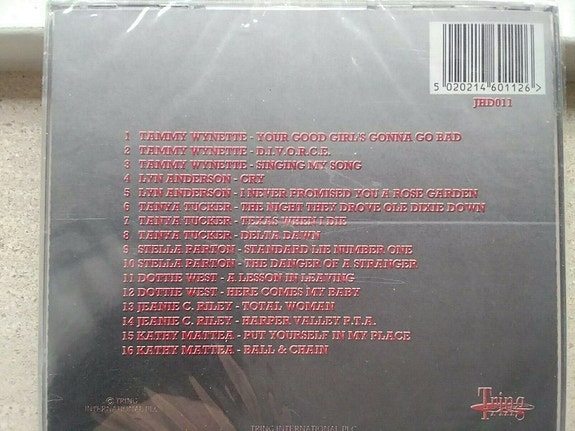 5 020214 601126 >
JHD011
1 TAMMY WYNETTE - YOUR GOOD GIRL'S GONNA GO BAD
2 TAMMY WYNETTE - D.I.V.O.R.C.E.
3 TAMMY WYNETTE - SINGING MY SONG
4 LYN ANDERSON - CRY
5 LYN ANDERSON - I NEVER PROMISED YOU A ROSE GARDEN
6 TANYA TUCKER - THE NIGHT THEY DROVE OLE DIXIE DOWN
7 TANYA TUCKER - TEXAS WHEN I DIE
8 TANYA TUCKER - DELTA DAWN
9 STELLA PARTON - STANDARD LIE NUMBER ONE
10 STELLA PARTON - THE DANGER OF A STRANGER
11 DOTTIE WEST - A LESSON IN LEAVING
12 DOTTIE WEST - HERE COMES MY BABY
13 JEANIE C. RILEY - TOTAL WOMAN
14 JEANIE C. RILEY - HARPER VALLEY P.T.A.
15 KATHY MATTEA - PUT YOURSELF IN MY PLACE
16 KATHY MATTEA - BALL & CHAIN
℗ TRING
INTERNATIONAL PLC
Tring
TRING INTERNATIONAL PLC